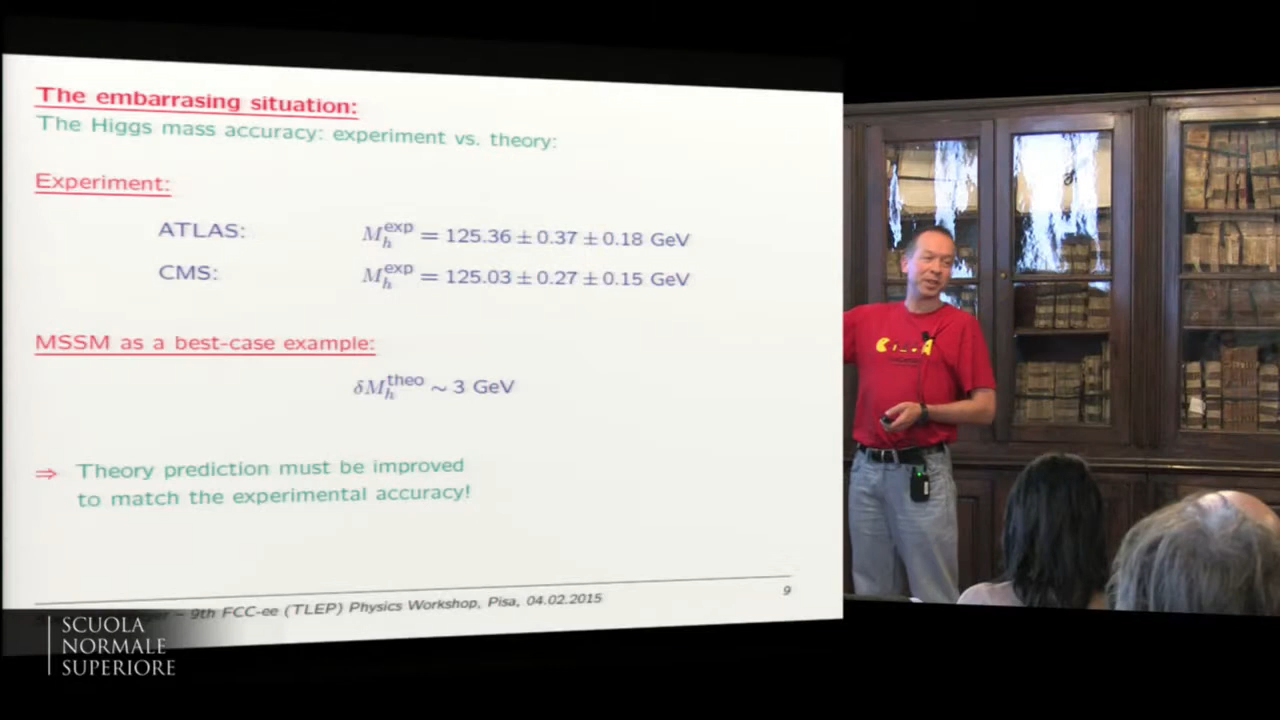 The embarrasing situation:
The Higgs mass accuracy: experiment vs. theory:
Experiment:
ATLAS: M_h^exp = 125.36 ± 0.37 ± 0.18 GeV
CMS: M_h^exp = 125.03 ± 0.27 ± 0.15 GeV
MSSM as a best-case example:
δM_h^theo ∼ 3 GeV
⇒ Theory prediction must be improved
to match the experimental accuracy!
– 9th FCC-ee (TLEP) Physics Workshop, Pisa, 04.02.2015
9
SCUOLA
NORMALE
SUPERIORE